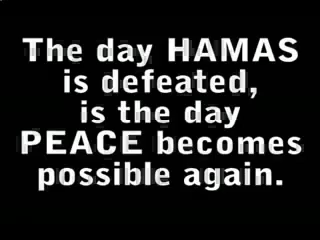 The day HAMAS
is defeated,
is the day
PEACE becomes
possible again.